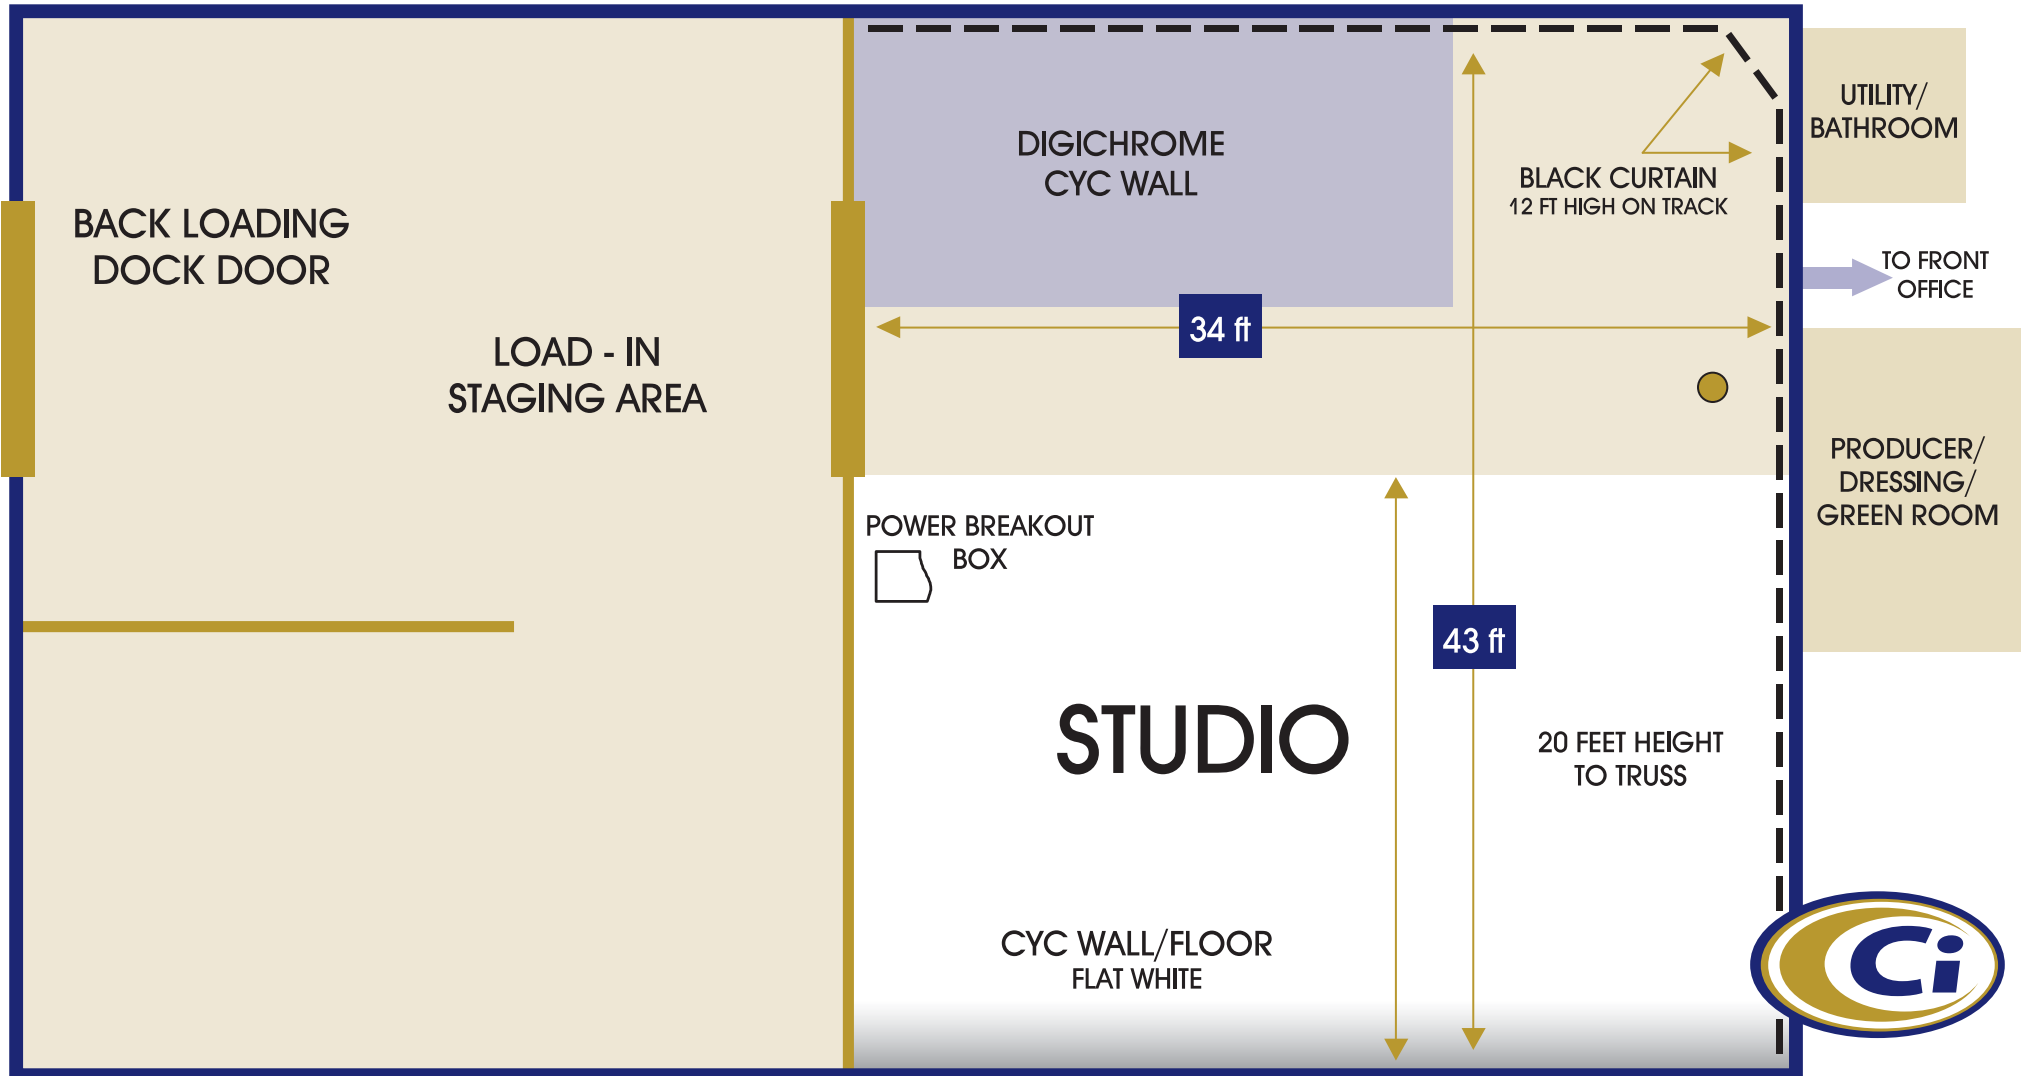 UTILITY/
BATHROOM
DIGICHROME
CYC WALL
BLACK CURTAIN
12 FT HIGH ON TRACK
BACK LOADING
DOCK DOOR
TO FRONT
OFFICE
34 ft
LOAD - IN
STAGING AREA
PRODUCER/
DRESSING/
GREEN ROOM
POWER BREAKOUT
BOX
43 ft
STUDIO
20 FEET HEIGHT
TO TRUSS
CYC WALL/FLOOR
FLAT WHITE
Ci